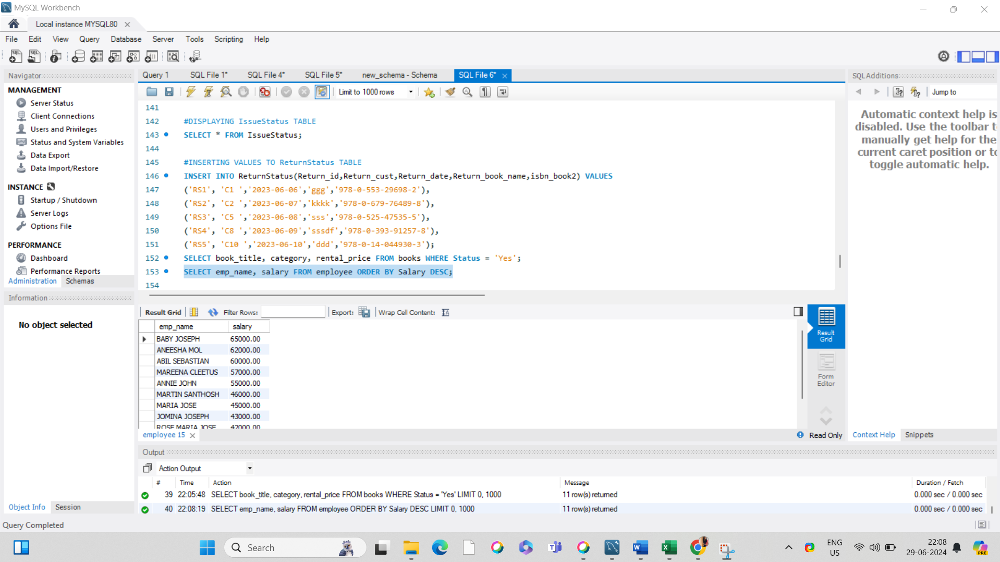 MySQL Workbench
Local instance MYSQL80
File Edit View Query Database Server Tools Scripting Help
Navigator
MANAGEMENT
Server Status
Client Connections
Users and Privileges
Status and System Variables
Data Export
Data Import/Restore
INSTANCE
Startup / Shutdown
Server Logs
Options File
PERFORMANCE
Dashboard
Performance Reports
Administration Schemas
Information
No object selected
Object Info Session
Query 1 SQL File 1* SQL File 4* SQL File 5* new_schema - Schema SQL File 6*
Limit to 1000 rows
141
142 #DISPLAYING IssueStatus TABLE
143 SELECT * FROM IssueStatus;
144
145 #INSERTING VALUES TO ReturnStatus TABLE
146 INSERT INTO ReturnStatus(Return_id,Return_cust,Return_date,Return_book_name,isbn_book2) VALUES
147 ('RS1', 'C1 ','2023-06-06','ggg','978-0-553-29698-2'),
148 ('RS2', 'C2 ','2023-06-07','kkkk','978-0-679-76489-8'),
149 ('RS3', 'C5 ','2023-06-08','sss','978-0-525-47535-5'),
150 ('RS4', 'C8 ','2023-06-09','sssdf','978-0-393-91257-8'),
151 ('RS5', 'C10 ','2023-06-10','ddd','978-0-14-044930-3');
152 SELECT book_title, category, rental_price FROM books WHERE Status = 'Yes';
153 SELECT emp_name, salary FROM employee ORDER BY Salary DESC;
154
Result Grid Filter Rows: Export: Wrap Cell Content:
emp_name salary
BABY JOSEPH 65000.00
ANEESHA MOL 62000.00
ABIL SEBASTIAN 60000.00
MAREENA CLEETUS 57000.00
ANNIE JOHN 55000.00
MARTIN SANTHOSH 46000.00
MARIA JOSE 45000.00
JOMINA JOSEPH 43000.00
ROSE MARIA JOSE 42000.00
Result
Grid
Form
Editor
employee 15
Read Only
SQLAdditions
Jump to
Automatic context help is
disabled. Use the toolbar t
manually get help for the
current caret position or to
toggle automatic help.
Context Help Snippets
Output
Action Output
# Time Action Message Duration / Fetch
39 22:05:48 SELECT book_title, category, rental_price FROM books WHERE Status = 'Yes' LIMIT 0, 1000 11 row(s) returned 0.000 sec / 0.000 sec
40 22:08:19 SELECT emp_name, salary FROM employee ORDER BY Salary DESC LIMIT 0, 1000 11 row(s) returned 0.000 sec / 0.000 sec
Query Completed
Search
ENG
US
22:08
29-06-2024
PRE